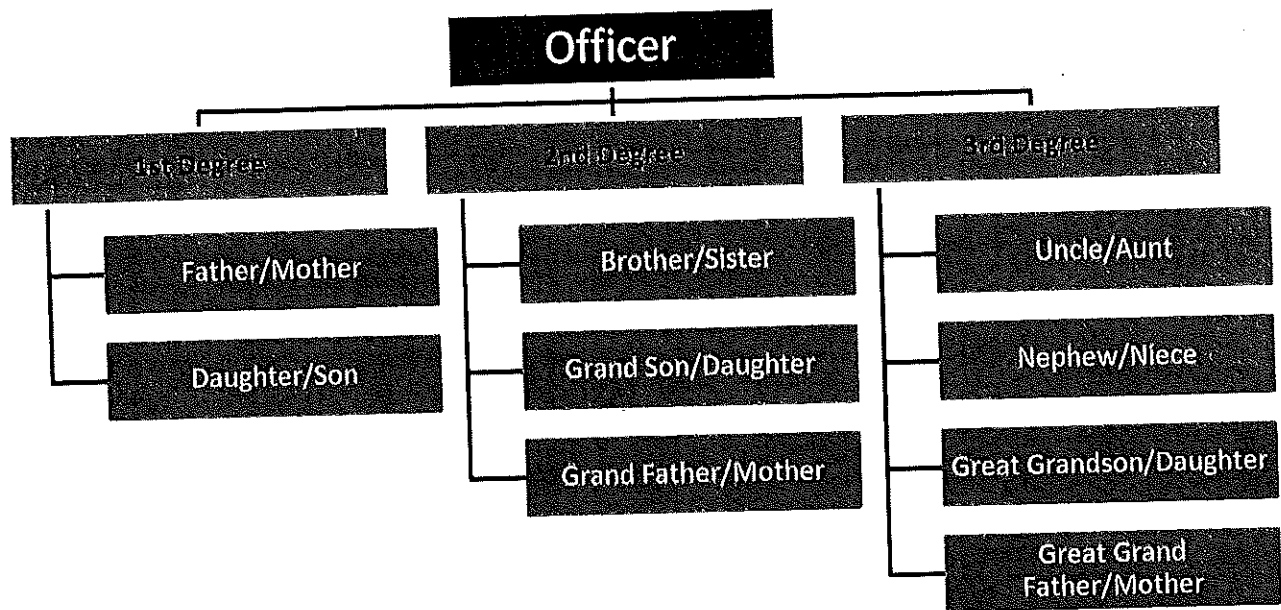 Officer
1st Degree
2nd Degree
3rd Degree
Father/Mother
Daughter/Son
Brother/Sister
Grand Son/Daughter
Grand Father/Mother
Uncle/Aunt
Nephew/Niece
Great Grandson/Daughter
Great Grand
Father/Mother